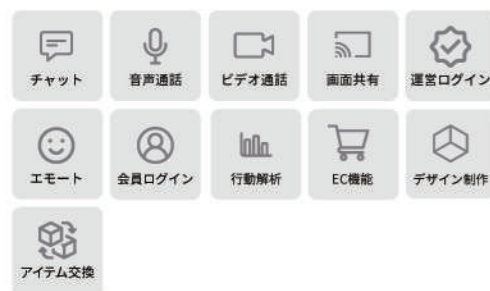 チャット
音声通話
ビデオ通話
画面共有
運営ログイン
エモート
会員ログイン
行動解析
EC機能
デザイン制作
アイテム交換